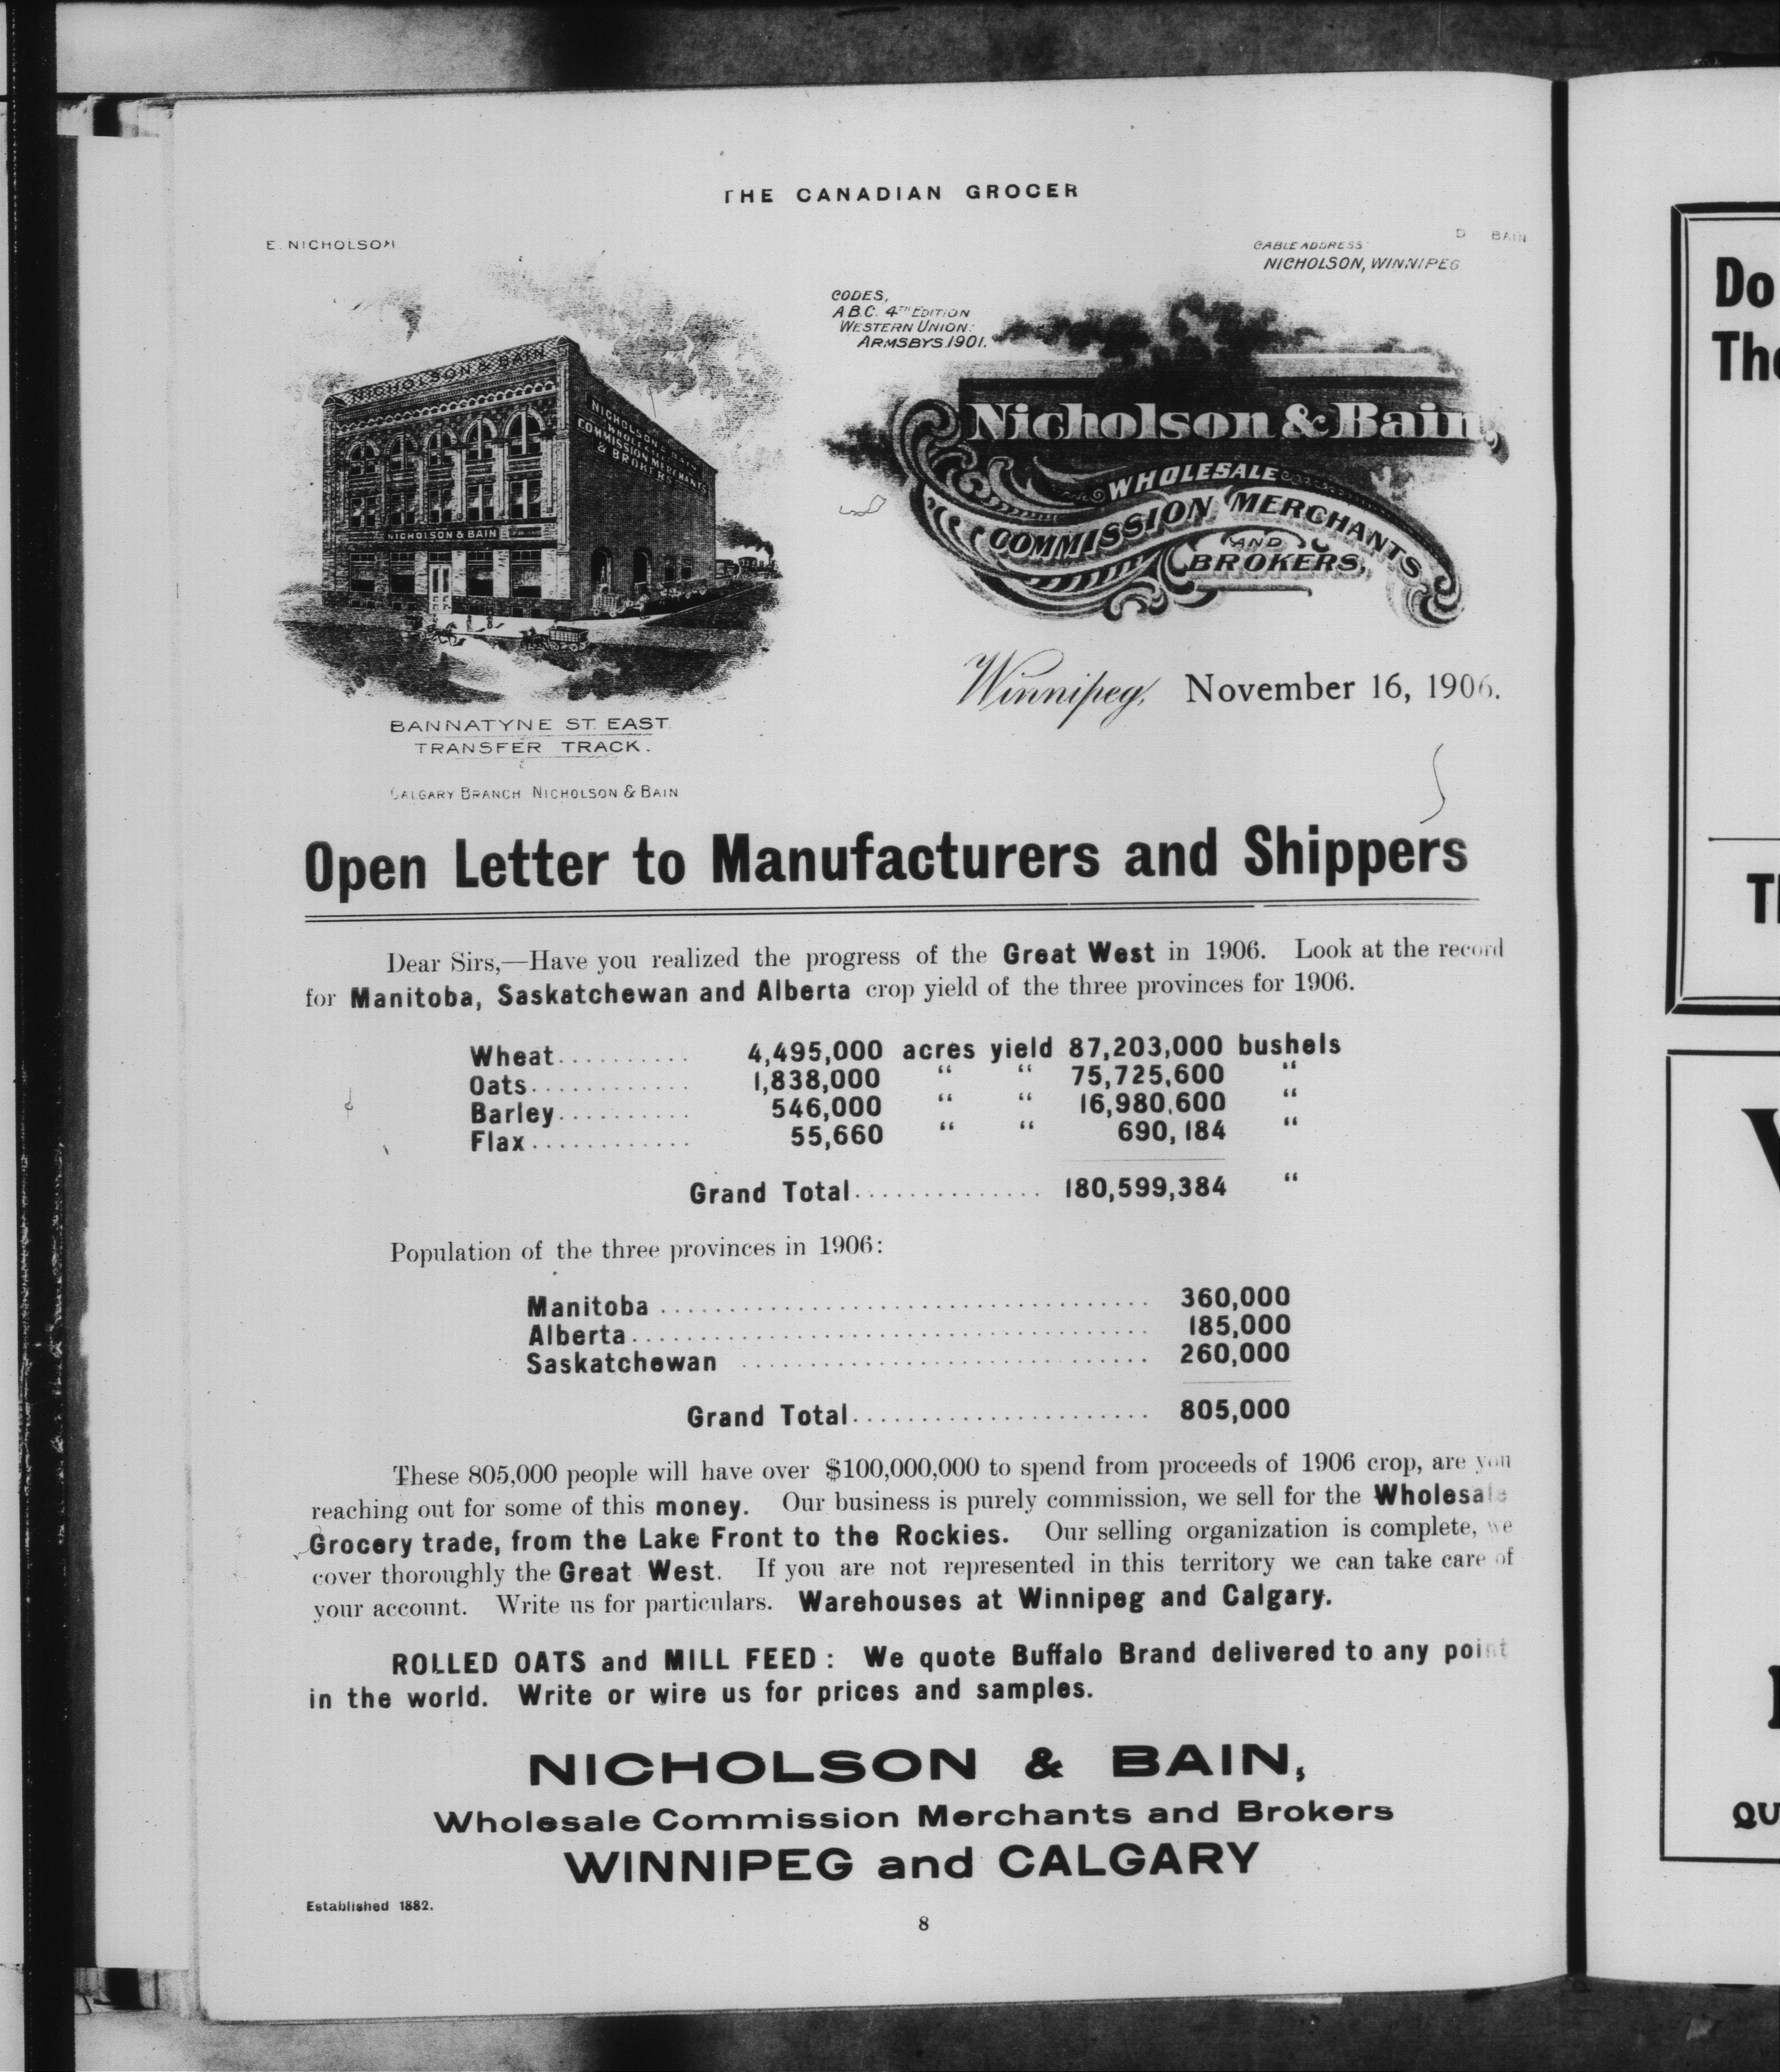 THE CANADIAN GROCER
E. NICHOLSON
D. BAIN
CABLE ADDRESS
NICHOLSON, WINNIPEG
CODES,
A.B.C. 4TH EDITION
WESTERN UNION.
ARMSBYS.1901.
NICHOLSON & BAIN
NICHOLSON & BAIN
WHOLESALE
COMMISSION MERCHANTS
& BROKERS
NICHOLSON & BAIN
Nicholson & Bain,
WHOLESALE
COMMISSION MERCHANTS
AND
BROKERS,
Winnipeg, November 16, 1906.
BANNATYNE ST. EAST
TRANSFER TRACK.
CALGARY BRANCH NICHOLSON & BAIN
Open Letter to Manufacturers and Shippers
Dear Sirs,—Have you realized the progress of the Great West in 1906. Look at the record
for Manitoba, Saskatchewan and Alberta crop yield of the three provinces for 1906.
Wheat.......... 4,495,000 acres yield 87,203,000 bushels
Oats............ 1,838,000 “ “ 75,725,600 “
Barley.......... 546,000 “ “ 16,980,600 “
Flax............ 55,660 “ “ 690,184 “
Grand Total.............. 180,599,384 “
Population of the three provinces in 1906:
Manitoba .................................... 360,000
Alberta...................................... 185,000
Saskatchewan .............................. 260,000
Grand Total...................... 805,000
These 805,000 people will have over $100,000,000 to spend from proceeds of 1906 crop, are you
reaching out for some of this money. Our business is purely commission, we sell for the Wholesale
Grocery trade, from the Lake Front to the Rockies. Our selling organization is complete, we
cover thoroughly the Great West. If you are not represented in this territory we can take care of
your account. Write us for particulars. Warehouses at Winnipeg and Calgary.
ROLLED OATS and MILL FEED: We quote Buffalo Brand delivered to any point
in the world. Write or wire us for prices and samples.
NICHOLSON & BAIN,
Wholesale Commission Merchants and Brokers
WINNIPEG and CALGARY
Established 1882.
8
Do